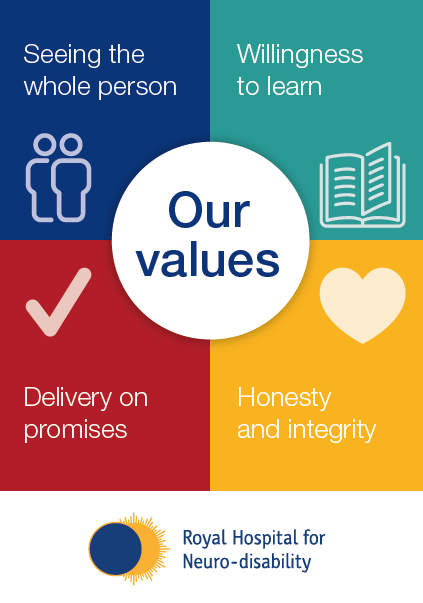 Seeing the
whole person
Willingness
to learn
Our
values
Delivery on
promises
Honesty
and integrity
Royal Hospital for
Neuro-disability